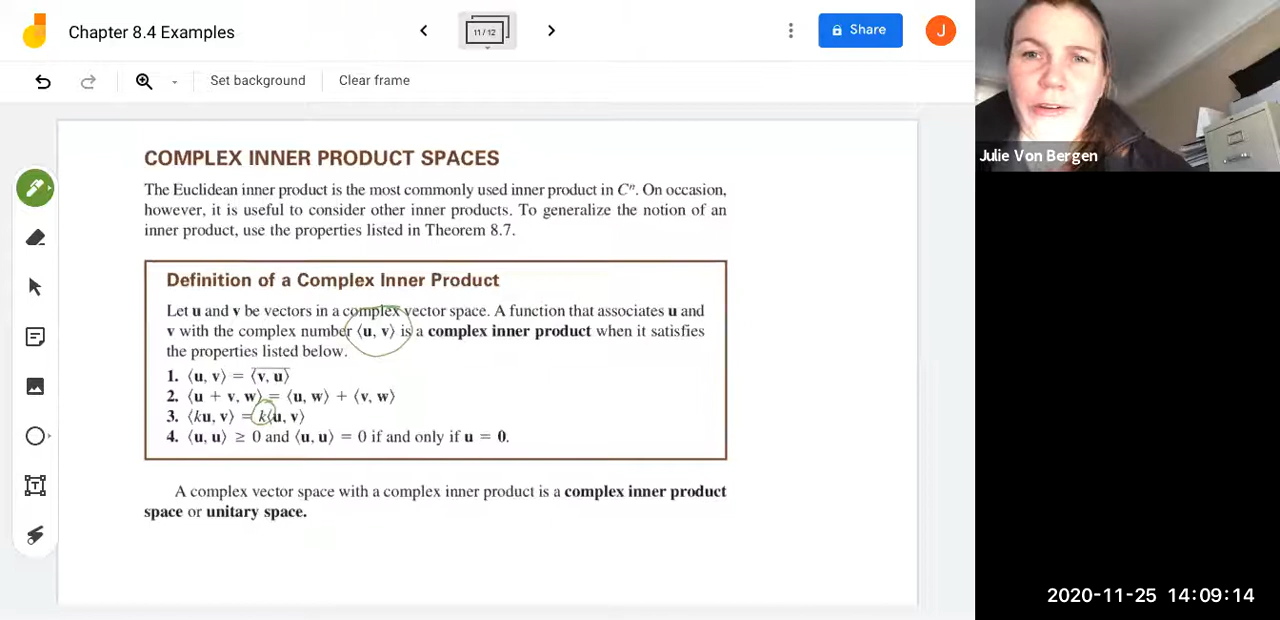 Chapter 8.4 Examples
11 / 12
Share
J
Set background
Clear frame
COMPLEX INNER PRODUCT SPACES
The Euclidean inner product is the most commonly used inner product in Cⁿ. On occasion,
however, it is useful to consider other inner products. To generalize the notion of an
inner product, use the properties listed in Theorem 8.7.
Definition of a Complex Inner Product
Let u and v be vectors in a complex vector space. A function that associates u and
v with the complex number ⟨u, v⟩ is a complex inner product when it satisfies
the properties listed below.
1. ⟨u, v⟩ = \overline{⟨v, u⟩}
2. ⟨u + v, w⟩ = ⟨u, w⟩ + ⟨v, w⟩
3. ⟨ku, v⟩ = k⟨u, v⟩
4. ⟨u, u⟩ ≥ 0 and ⟨u, u⟩ = 0 if and only if u = 0.
A complex vector space with a complex inner product is a complex inner product
space or unitary space.
Julie Von Bergen
2020-11-25 14:09:14